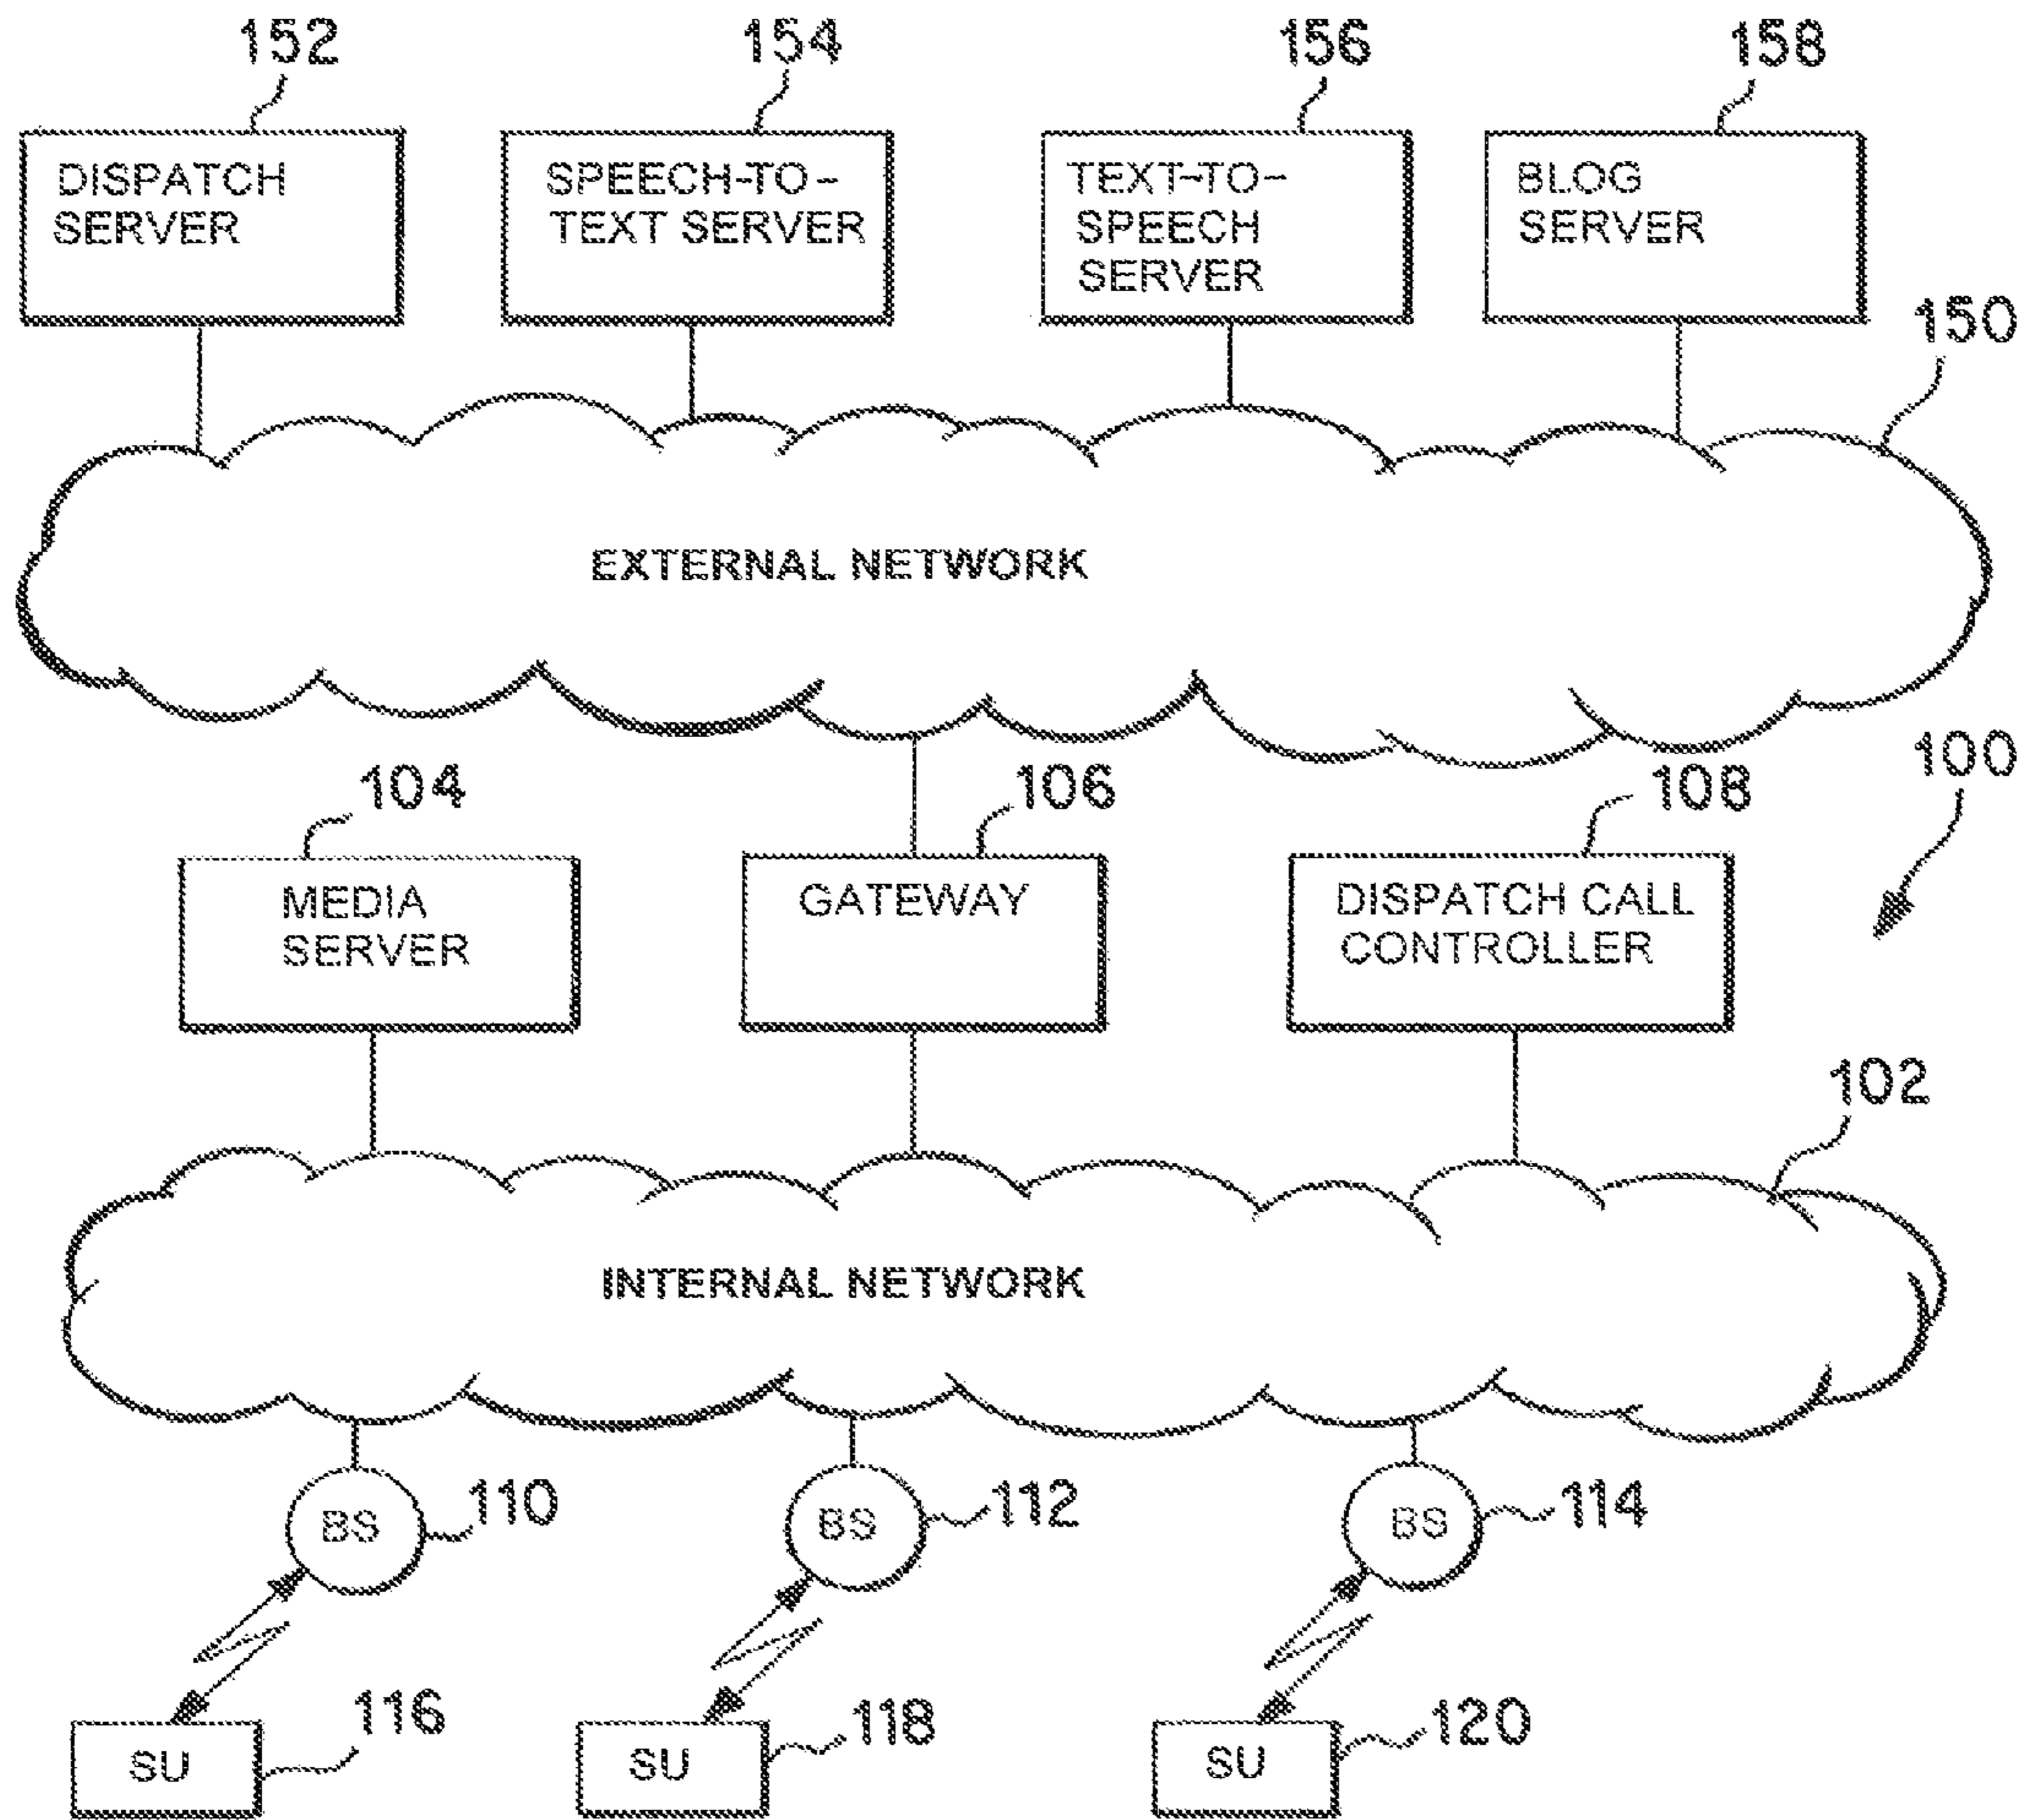 152
154
156
158
DISPATCH
SERVER
SPEECH-TO-
TEXT SERVER
TEXT-TO-
SPEECH
SERVER
BLOG
SERVER
150
EXTERNAL NETWORK
100
104
106
108
MEDIA
SERVER
GATEWAY
DISPATCH CALL
CONTROLLER
102
INTERNAL NETWORK
BS
110
BS
112
BS
114
SU
116
SU
118
SU
120